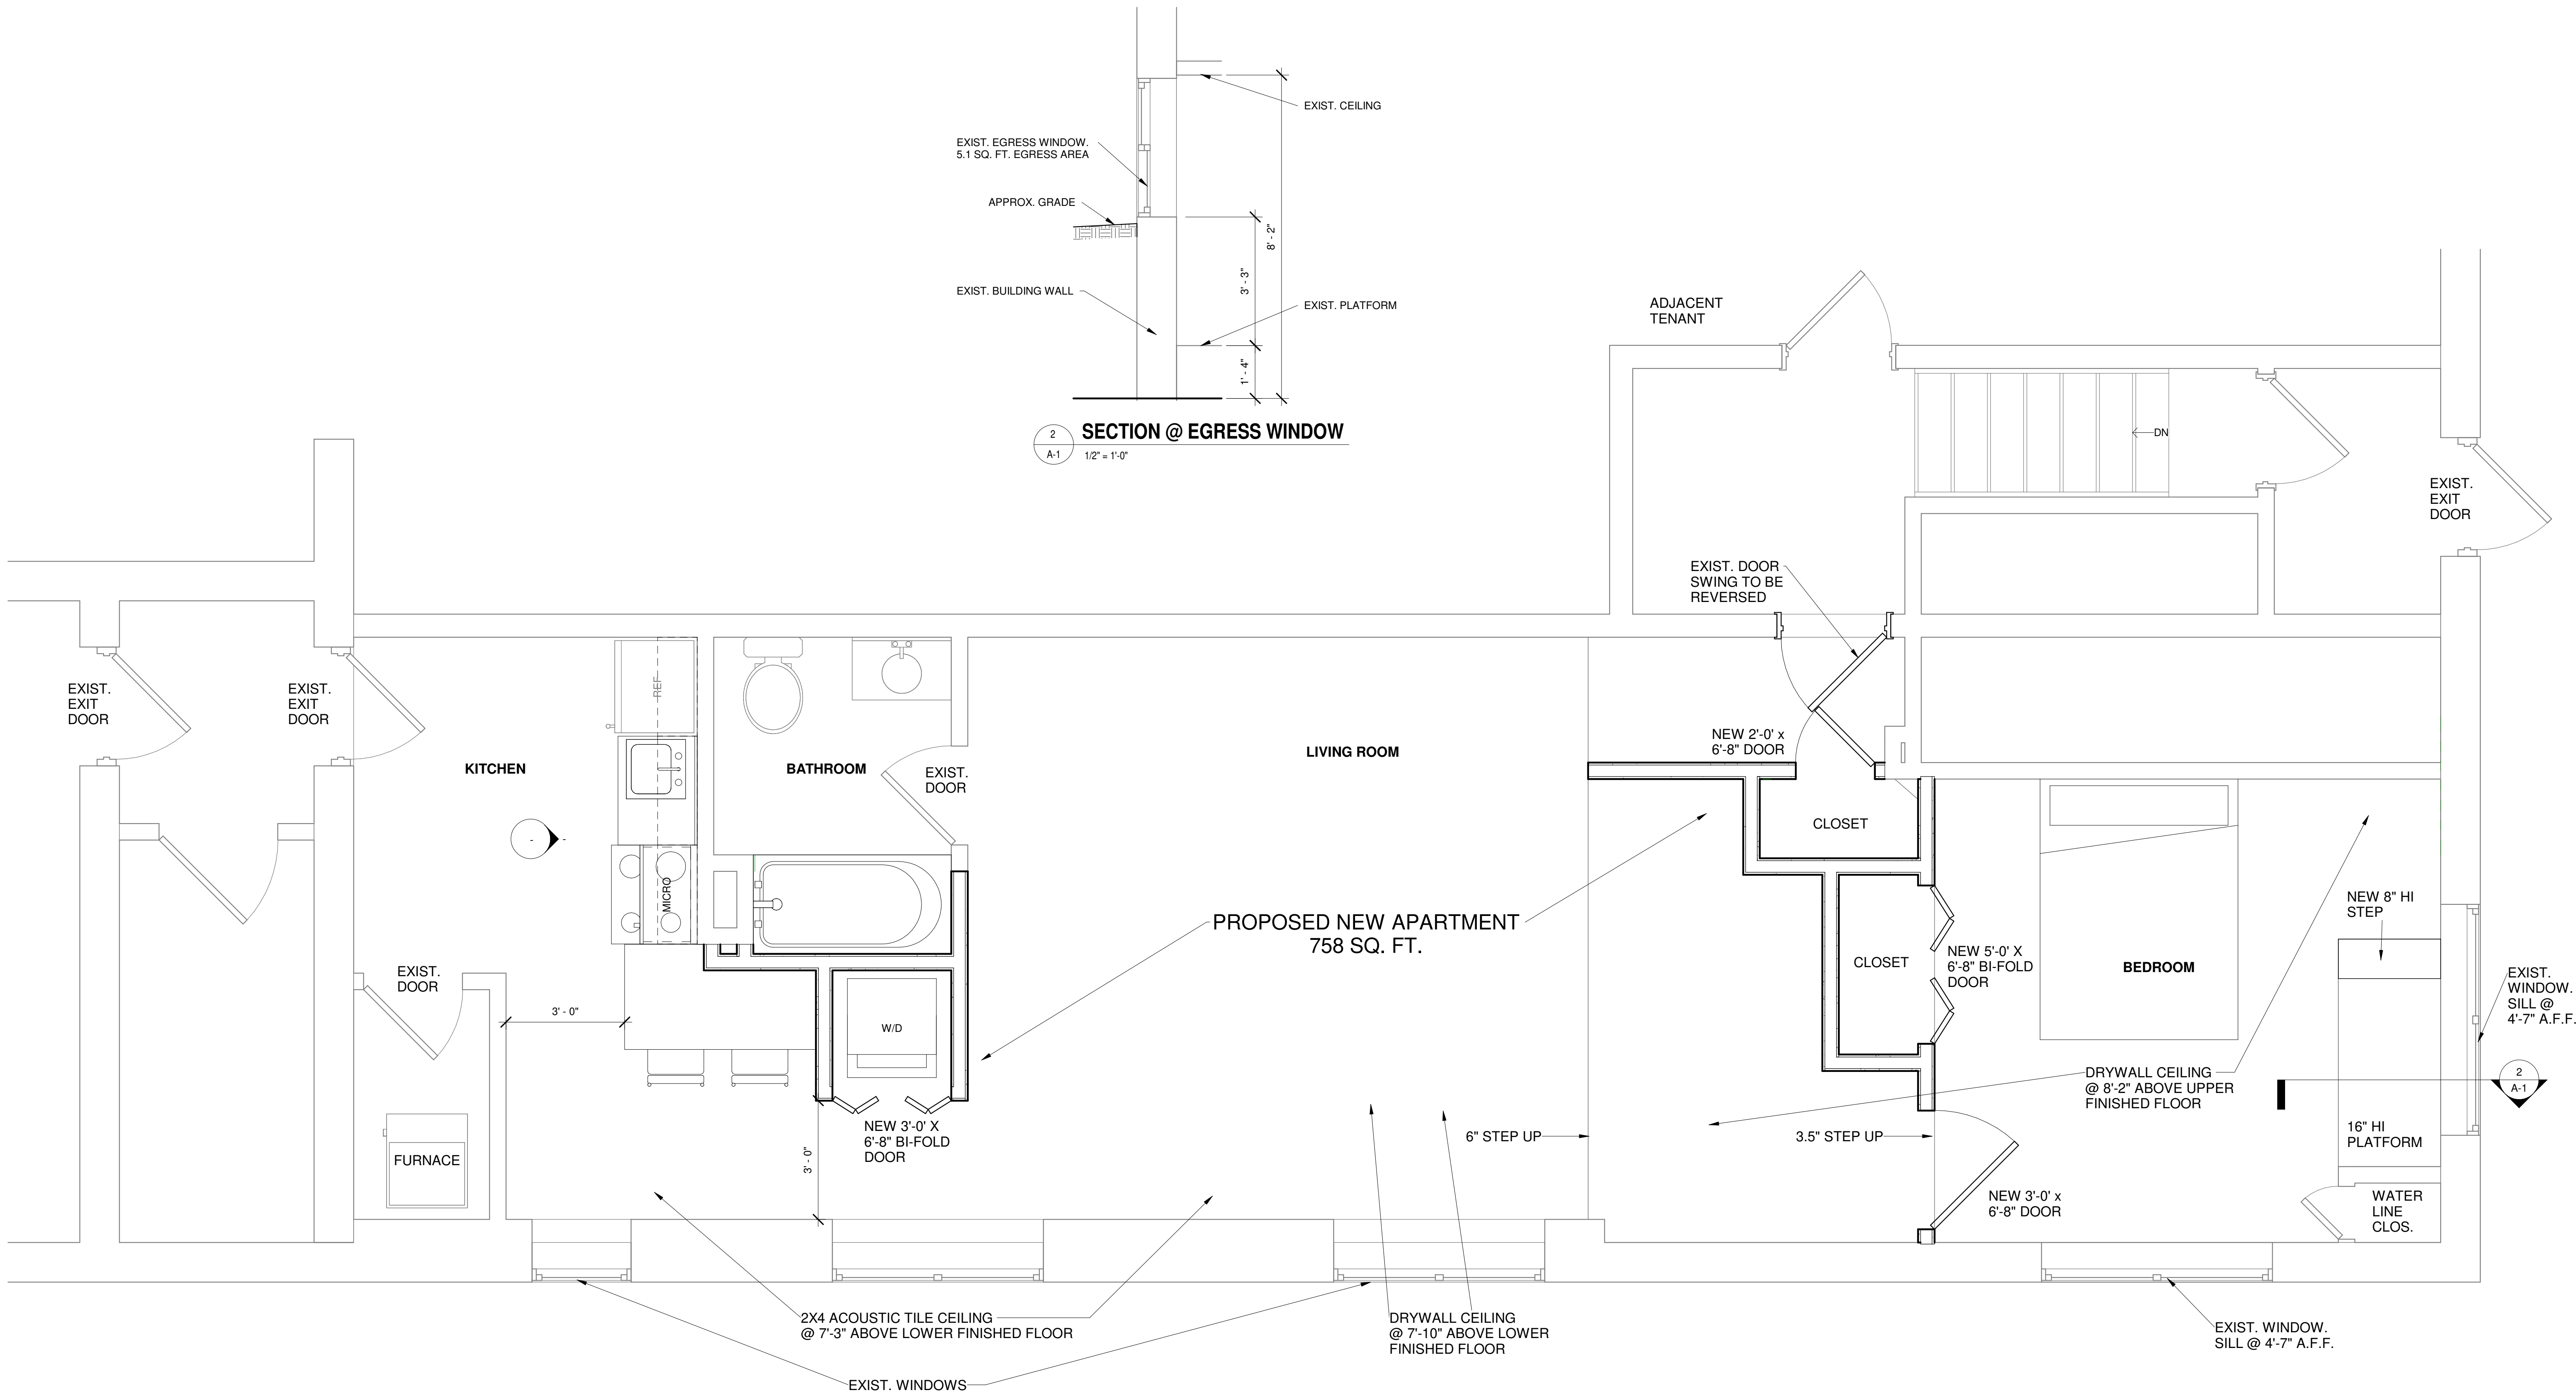 EXIST. CEILING
EXIST. EGRESS WINDOW.
5.1 SQ. FT. EGRESS AREA
APPROX. GRADE
8' - 2"
3' - 3"
EXIST. BUILDING WALL
EXIST. PLATFORM
1' - 4"
2
A-1
SECTION @ EGRESS WINDOW
1/2" = 1'-0"
ADJACENT
TENANT
DN
EXIST.
EXIT
DOOR
EXIST. DOOR
SWING TO BE
REVERSED
EXIST.
EXIT
DOOR
EXIST.
EXIT
DOOR
REF
KITCHEN
BATHROOM
EXIST.
DOOR
LIVING ROOM
NEW 2'-0' x
6'-8" DOOR
CLOSET
-
-
MICRO
PROPOSED NEW APARTMENT
758 SQ. FT.
NEW 8" HI
STEP
CLOSET
NEW 5'-0' X
6'-8" BI-FOLD
DOOR
BEDROOM
EXIST.
WINDOW.
SILL @
4'-7" A.F.F.
EXIST.
DOOR
3' - 0"
W/D
DRYWALL CEILING
@ 8'-2" ABOVE UPPER
FINISHED FLOOR
2
A-1
NEW 3'-0' X
6'-8" BI-FOLD
DOOR
6" STEP UP
3.5" STEP UP
16" HI
PLATFORM
FURNACE
3' - 0"
NEW 3'-0' x
6'-8" DOOR
WATER
LINE
CLOS.
2X4 ACOUSTIC TILE CEILING
@ 7'-3" ABOVE LOWER FINISHED FLOOR
DRYWALL CEILING
@ 7'-10" ABOVE LOWER
FINISHED FLOOR
EXIST. WINDOW.
SILL @ 4'-7" A.F.F.
EXIST. WINDOWS